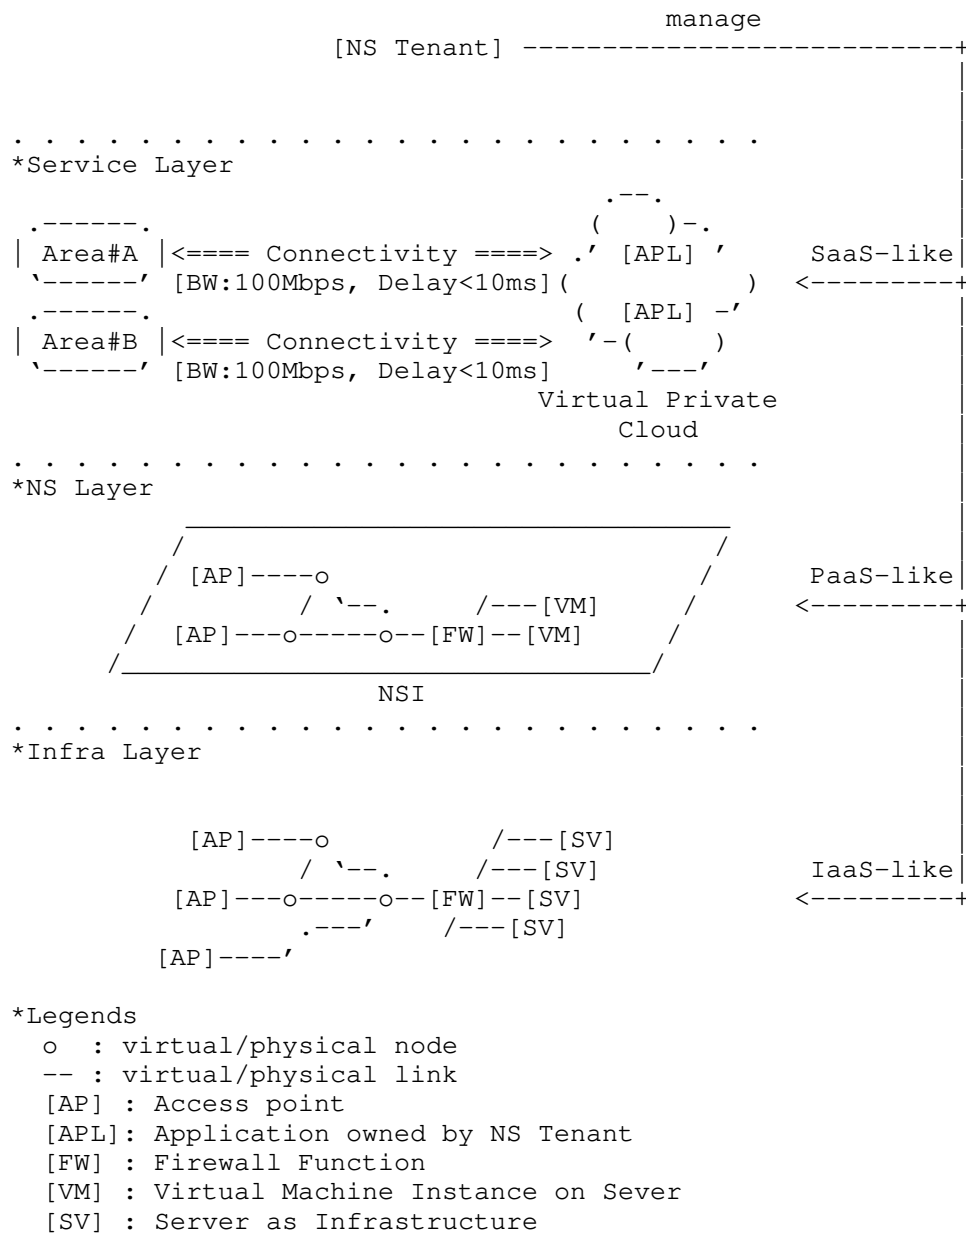 manage
[NS Tenant] ---------------------------+
. . . . . . . . . . . . . . . . . . . . . . . .
*Service Layer
.--.
.------. ( )-.
| Area#A |<==== Connectivity ====> .' [APL] ' SaaS-like|
`------' [BW:100Mbps, Delay<10ms]( ) <---------+
.------. ( [APL] -'
| Area#B |<==== Connectivity ====> '-( )
`------' [BW:100Mbps, Delay<10ms] '---'
Virtual Private
Cloud
. . . . . . . . . . . . . . . . . . . . . . . .
*NS Layer
__________________________________
/ /
/ [AP]----o / PaaS-like|
/ / `--. /---[VM] / <---------+
/ [AP]---o-----o--[FW]--[VM] /
/_________________________________/
NSI
. . . . . . . . . . . . . . . . . . . . . . . .
*Infra Layer
[AP]----o /---[SV]
/ `--. /---[SV] IaaS-like|
[AP]---o-----o--[FW]--[SV] <---------+
.---' /---[SV]
[AP]----'
*Legends
o : virtual/physical node
-- : virtual/physical link
[AP] : Access point
[APL]: Application owned by NS Tenant
[FW] : Firewall Function
[VM] : Virtual Machine Instance on Sever
[SV] : Server as Infrastructure